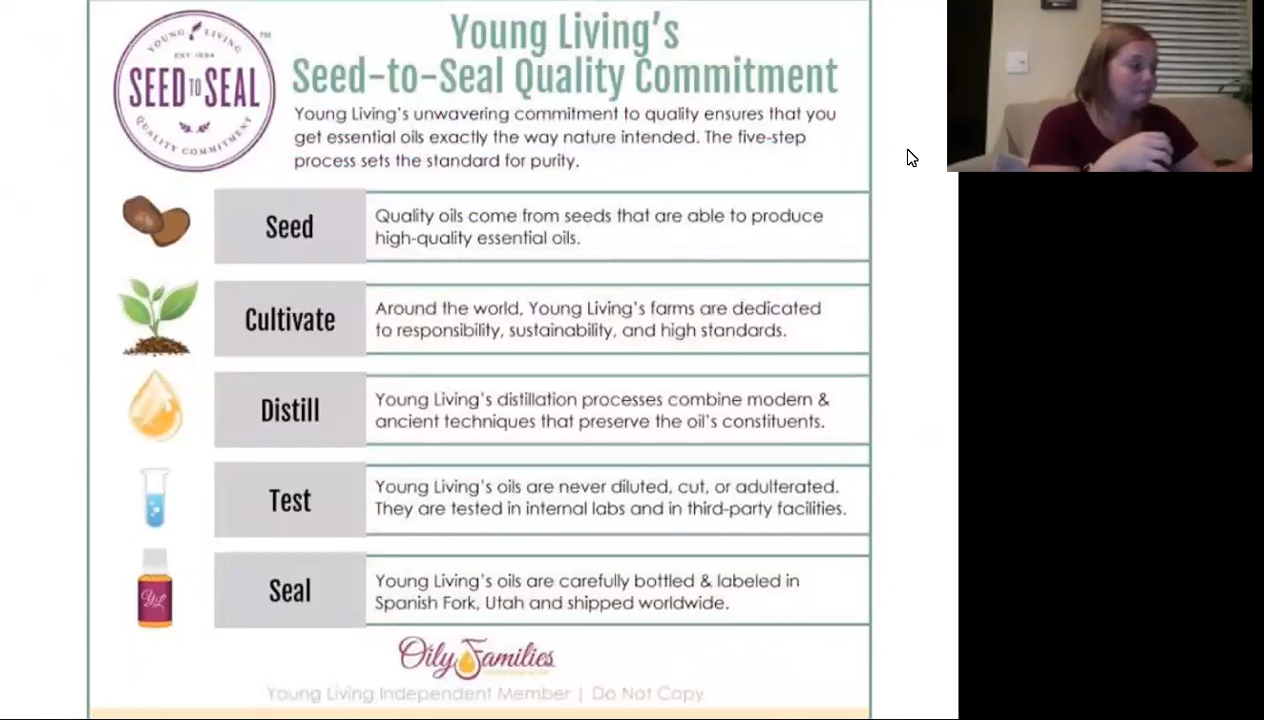 YOUNG LIVING
EST. 1994
SEED TO SEAL
QUALITY COMMITMENT
TM
Young Living's
Seed-to-Seal Quality Commitment
Young Living's unwavering commitment to quality ensures that you
get essential oils exactly the way nature intended. The five-step
process sets the standard for purity.
Seed
Quality oils come from seeds that are able to produce
high-quality essential oils.
Cultivate
Around the world, Young Living's farms are dedicated
to responsibility, sustainability, and high standards.
Distill
Young Living's distillation processes combine modern &
ancient techniques that preserve the oil's constituents.
Test
Young Living's oils are never diluted, cut, or adulterated.
They are tested in internal labs and in third-party facilities.
YL
Seal
Young Living's oils are carefully bottled & labeled in
Spanish Fork, Utah and shipped worldwide.
Oily Families
Young Living Independent Member | Do Not Copy